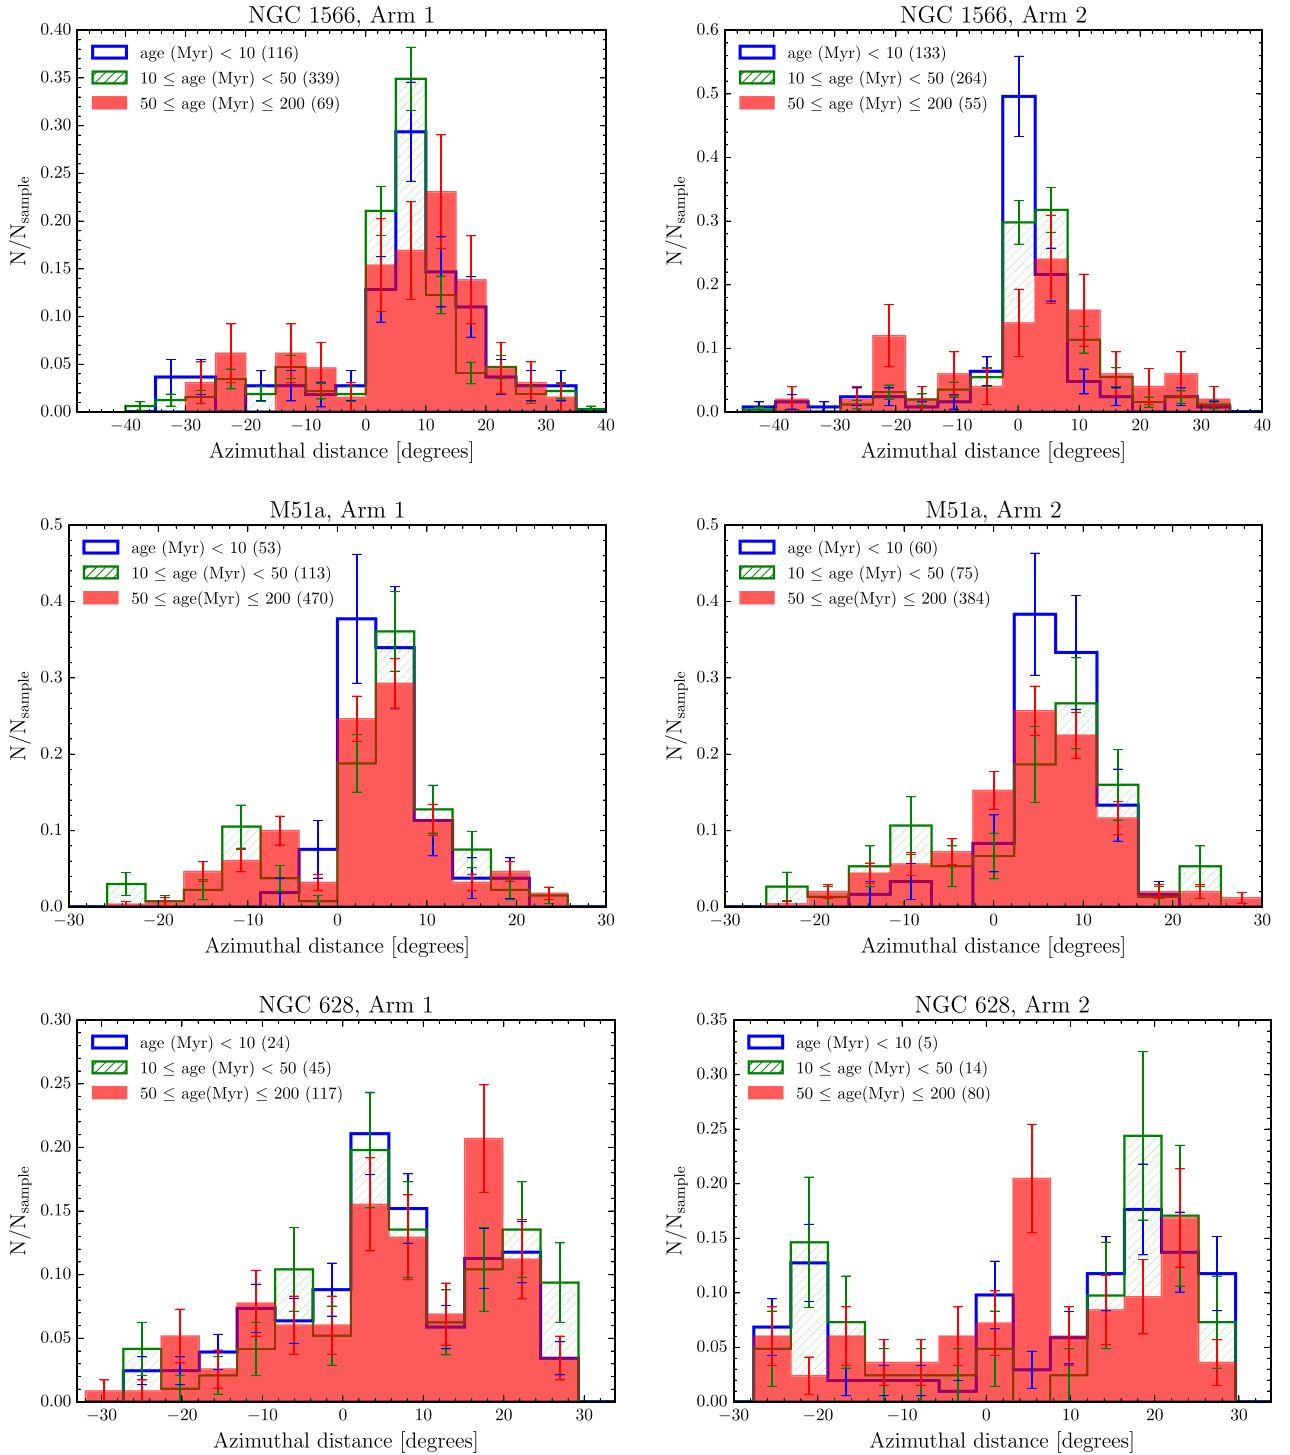 NGC 1566, Arm 1
age (Myr) < 10 (116)
10 ≤ age (Myr) < 50 (339)
50 ≤ age (Myr) ≤ 200 (69)
N/N_sample
0.40
0.35
0.30
0.25
0.20
0.15
0.10
0.05
0.00
−40 −30 −20 −10 0 10 20 30 40
Azimuthal distance [degrees]
NGC 1566, Arm 2
age (Myr) < 10 (133)
10 ≤ age (Myr) < 50 (264)
50 ≤ age (Myr) ≤ 200 (55)
N/N_sample
0.6
0.5
0.4
0.3
0.2
0.1
0.0
−40 −30 −20 −10 0 10 20 30 40
Azimuthal distance [degrees]
M51a, Arm 1
age (Myr) < 10 (53)
10 ≤ age (Myr) < 50 (113)
50 ≤ age(Myr) ≤ 200 (470)
N/N_sample
0.5
0.4
0.3
0.2
0.1
0.0
−30 −20 −10 0 10 20 30
Azimuthal distance [degrees]
M51a, Arm 2
age (Myr) < 10 (60)
10 ≤ age (Myr) < 50 (75)
50 ≤ age(Myr) ≤ 200 (384)
N/N_sample
0.5
0.4
0.3
0.2
0.1
0.0
−30 −20 −10 0 10 20 30
Azimuthal distance [degrees]
NGC 628, Arm 1
age (Myr) < 10 (24)
10 ≤ age (Myr) < 50 (45)
50 ≤ age(Myr) ≤ 200 (117)
N/N_sample
0.30
0.25
0.20
0.15
0.10
0.05
0.00
−30 −20 −10 0 10 20 30
Azimuthal distance [degrees]
NGC 628, Arm 2
age (Myr) < 10 (5)
10 ≤ age (Myr) < 50 (14)
50 ≤ age(Myr) ≤ 200 (80)
N/N_sample
0.35
0.30
0.25
0.20
0.15
0.10
0.05
0.00
−30 −20 −10 0 10 20 30
Azimuthal distance [degrees]